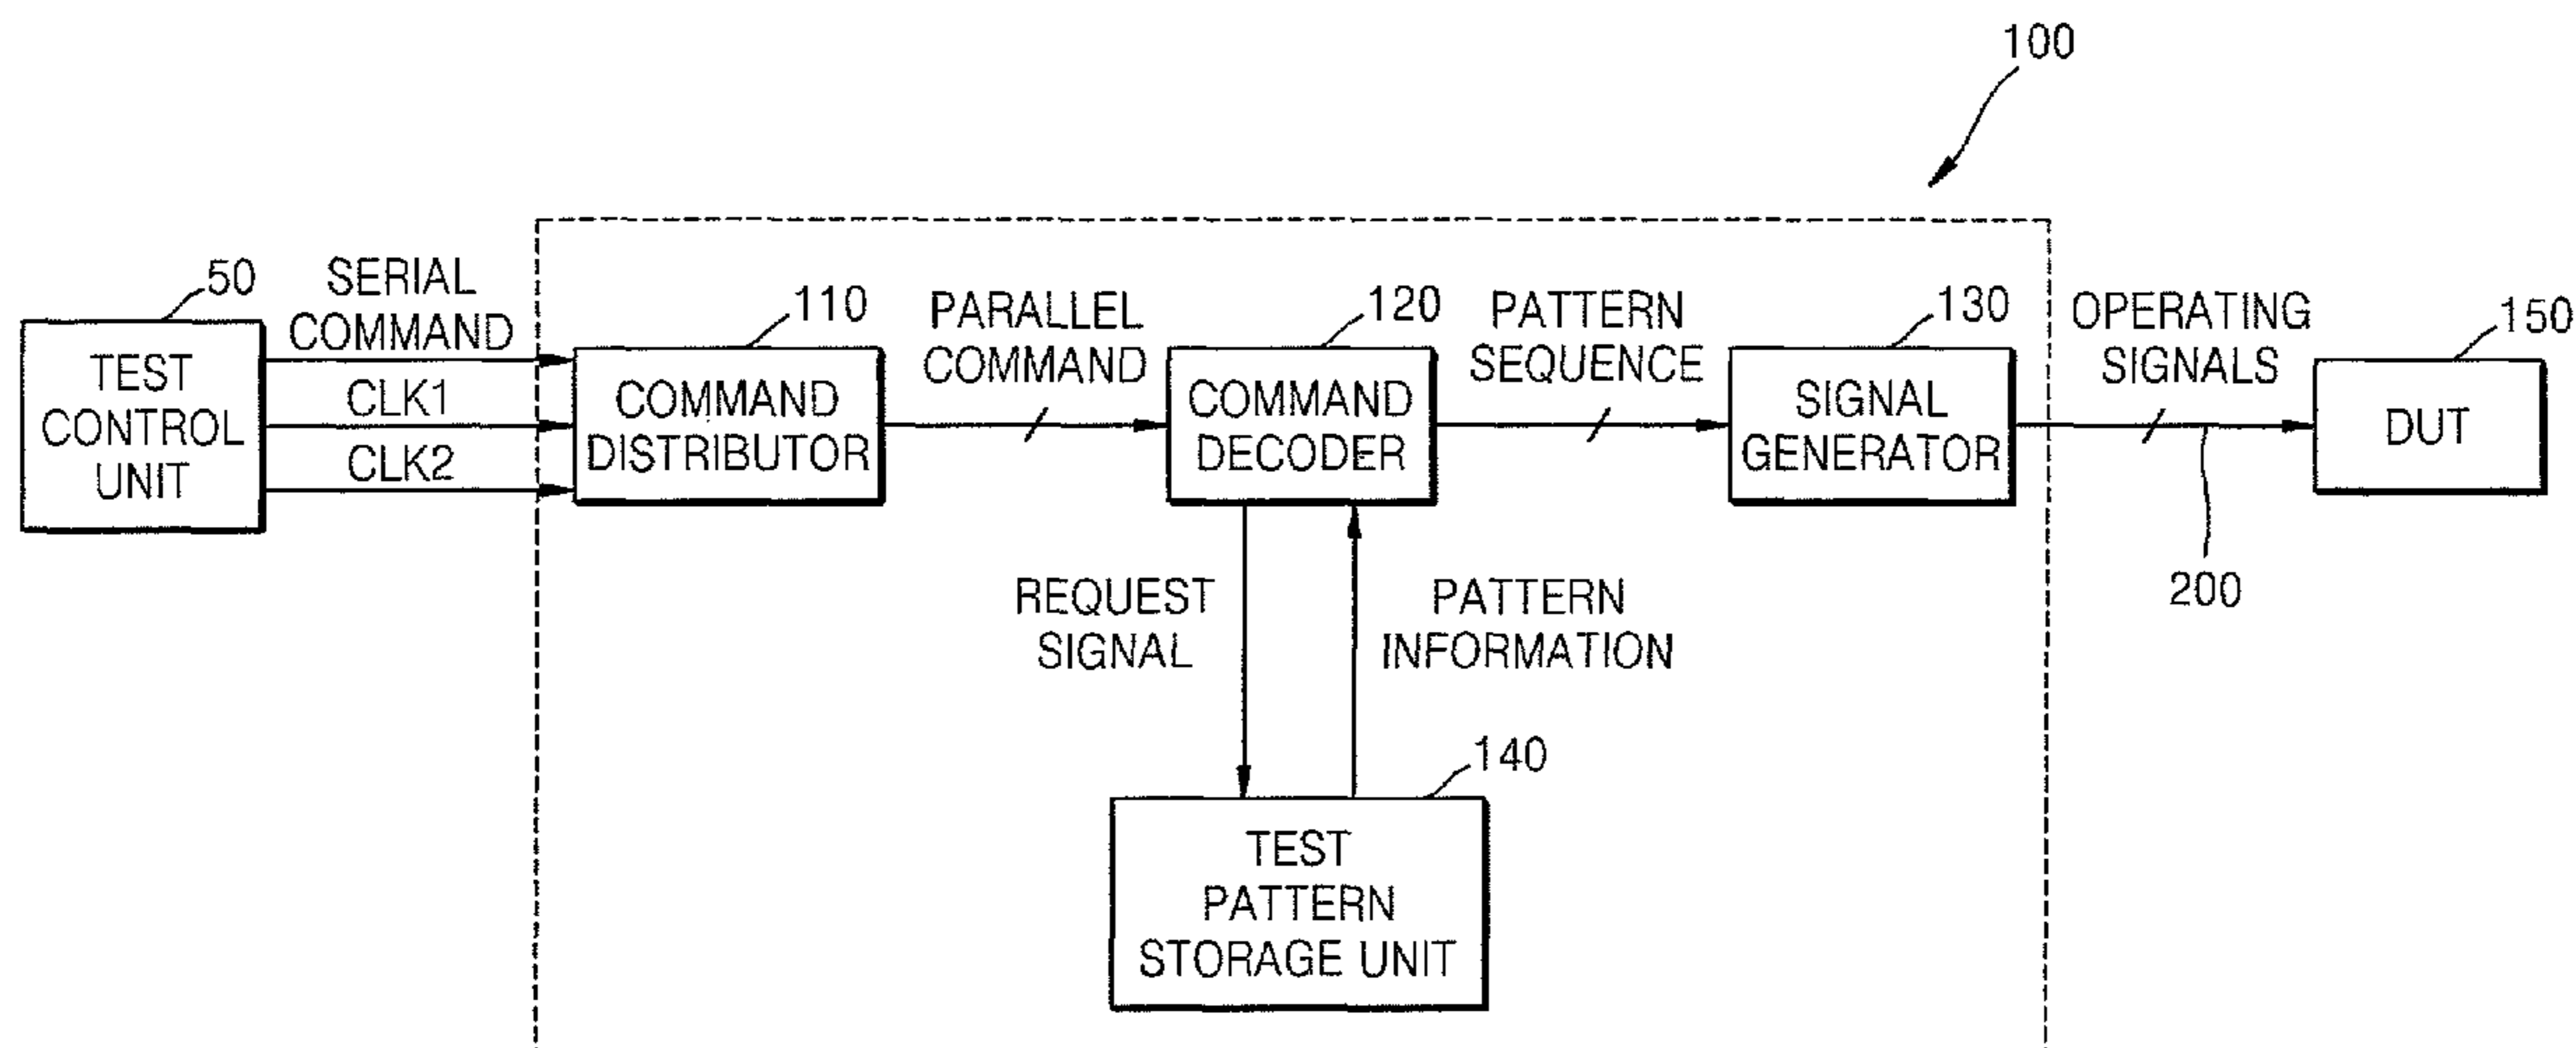 100
50
SERIAL
COMMAND
CLK1
CLK2
TEST
CONTROL
UNIT
110
COMMAND
DISTRIBUTOR
PARALLEL
COMMAND
120
COMMAND
DECODER
PATTERN
SEQUENCE
130
SIGNAL
GENERATOR
OPERATING
SIGNALS
150
DUT
200
REQUEST
SIGNAL
PATTERN
INFORMATION
140
TEST
PATTERN
STORAGE UNIT